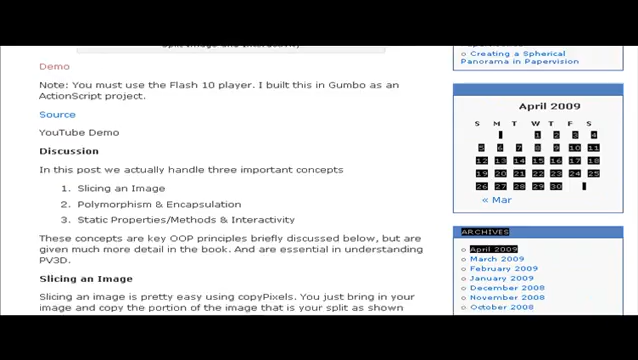 Split Image and Interactivity
Demo
Note: You must use the Flash 10 player. I built this in Gumbo as an
ActionScript project.
Source
YouTube Demo
Discussion
In this post we actually handle three important concepts
1. Slicing an Image
2. Polymorphism & Encapsulation
3. Static Properties/Methods & Interactivity
These concepts are key OOP principles briefly discussed below, but are
given much more detail in the book. And are essential in understanding
PV3D.
Slicing an Image
Slicing an image is pretty easy using copyPixels. You just bring in your
image and copy the portion of the image that is your split as shown
Creating a Spherical
Panorama in Papervision
April 2009
S M T W T F S
1 2 3 4
5 6 7 8 9 10 11
12 13 14 15 16 17 18
19 20 21 22 23 24 25
26 27 28 29 30
« Mar
ARCHIVES
April 2009
March 2009
February 2009
January 2009
December 2008
November 2008
October 2008